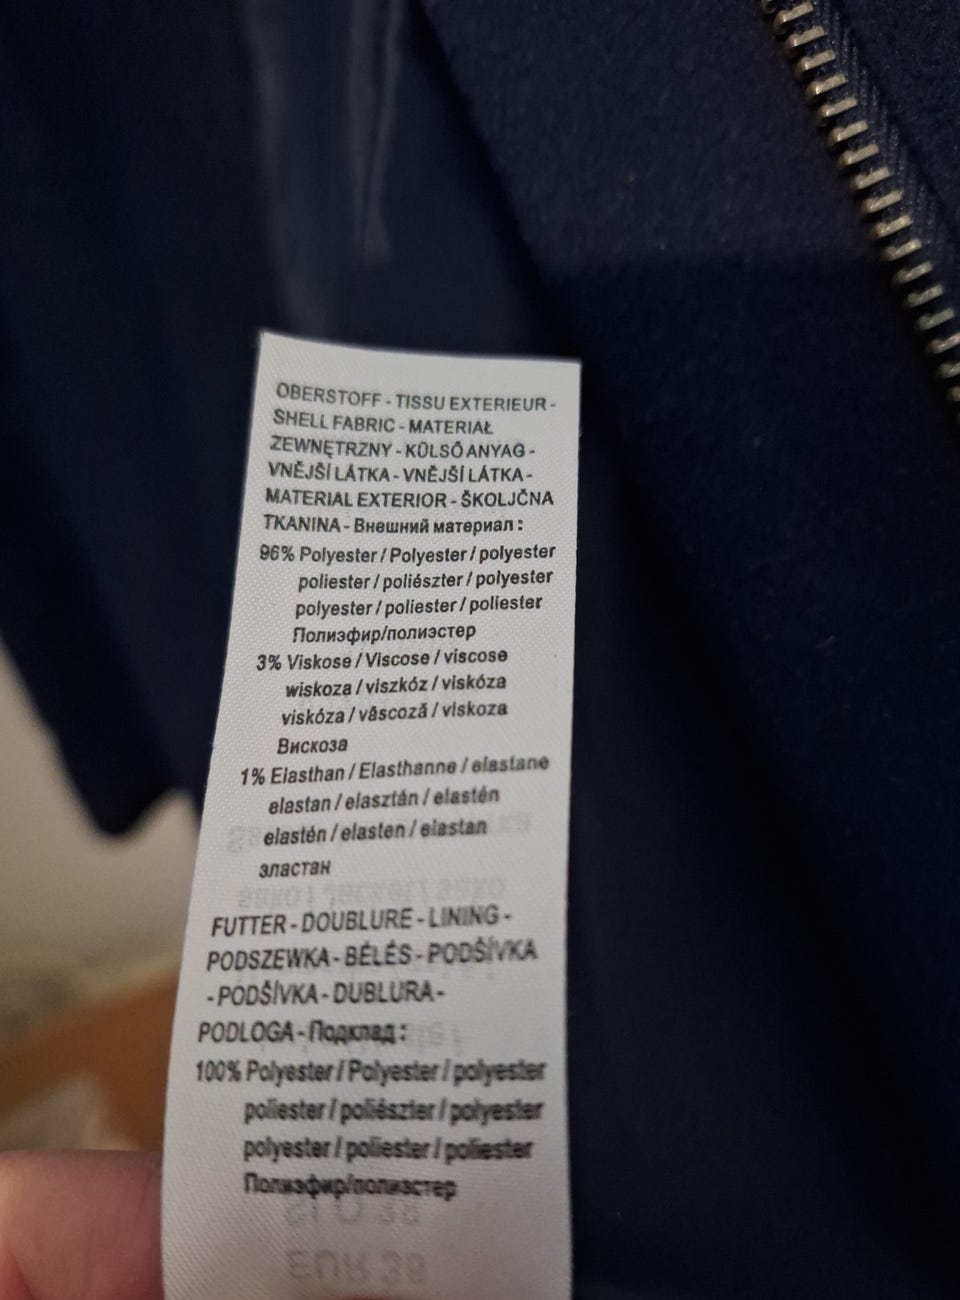 OBERSTOFF - TISSU EXTERIEUR -
SHELL FABRIC - MATERIAŁ
ZEWNĘTRZNY - KÜLSŐ ANYAG -
VNĚJŠÍ LÁTKA - VNĚJŠÍ LÁTKA -
MATERIAL EXTERIOR - ŠKOLJČNA
TKANINA - Внешний материал :
96% Polyester / Polyester / polyester
poliester / poliészter / polyester
polyester / poliester / poliester
Полиэфир/полиэстер
3% Viskose / Viscose / viscose
wiskoza / viszkóz / viskóza
viskóza / vâscoză / viskoza
Вискоза
1% Elasthan / Elasthanne / elastane
elastan / elasztán / elastén
elastén / elasten / elastan
эластан
FUTTER - DOUBLURE - LINING -
PODSZEWKA - BÉLÉS - PODŠÍVKA
- PODŠÍVKA - DUBLURA -
PODLOGA - Подклад :
100% Polyester / Polyester / polyester
poliester / poliészter / polyester
polyester / poliester / poliester
Полиэфир/полиэстер
EUR 38